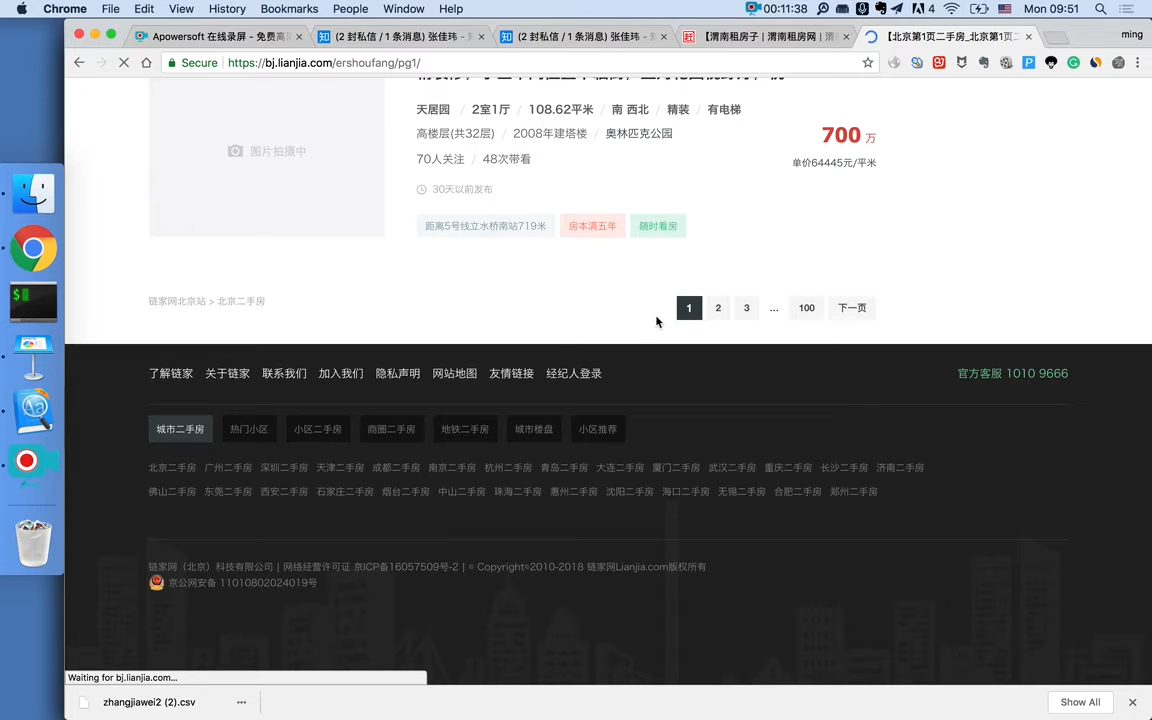 Chrome File Edit View History Bookmarks People Window Help 00:11:38 4 Mon 09:51
Apowersoft 在线录屏 - 免费高 × (2 封私信 / 1 条消息) 张佳玮 - × (2 封私信 / 1 条消息) 张佳玮 - × 【渭南租房子 | 渭南租房网 | 渭 × 【北京第1页二手房_北京第1页二 × ming
Secure https://bj.lianjia.com/ershoufang/pg1/
天居园 / 2室1厅 / 108.62平米 / 南 西北 / 精装 / 有电梯
高楼层(共32层) / 2008年建塔楼 / 奥林匹克公园
700 万
图片拍摄中
70人关注 / 48次带看
单价64445元/平米
30天以前发布
距离5号线立水桥南站719米 房本满五年 随时看房
链家网北京站 > 北京二手房
1 2 3 ... 100 下一页
了解链家 关于链家 联系我们 加入我们 隐私声明 网站地图 友情链接 经纪人登录 官方客服 1010 9666
城市二手房 热门小区 小区二手房 商圈二手房 地铁二手房 城市楼盘 小区推荐
北京二手房 广州二手房 深圳二手房 天津二手房 成都二手房 南京二手房 杭州二手房 青岛二手房 大连二手房 厦门二手房 武汉二手房 重庆二手房 长沙二手房 济南二手房
佛山二手房 东莞二手房 西安二手房 石家庄二手房 烟台二手房 中山二手房 珠海二手房 惠州二手房 沈阳二手房 海口二手房 无锡二手房 合肥二手房 郑州二手房
链家网（北京）科技有限公司 | 网络经营许可证 京ICP备16057509号-2 | © Copyright©2010-2018 链家网Lianjia.com版权所有
京公网安备 11010802024019号
Waiting for bj.lianjia.com...
zhangjiawei2 (2).csv ••• Show All ×